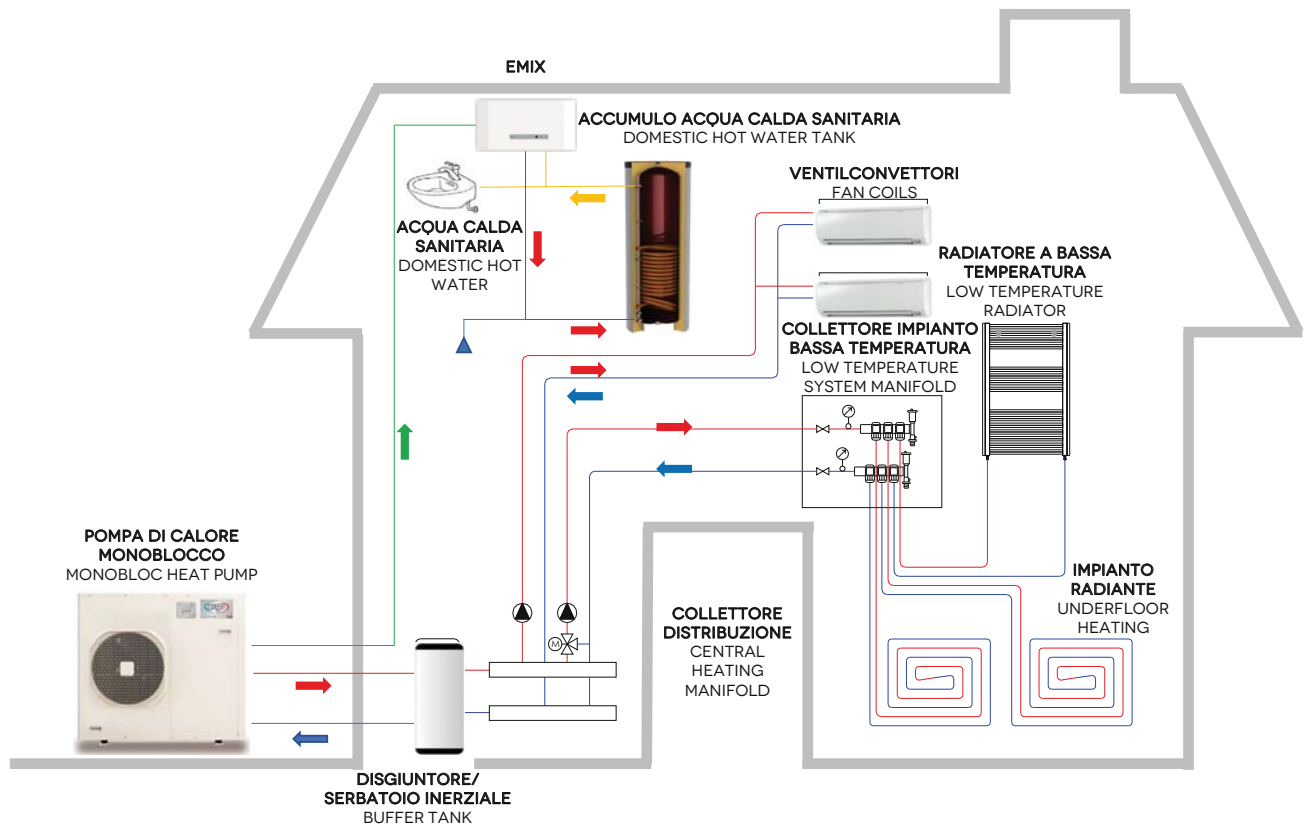 EMIX
ACCUMULO ACQUA CALDA SANITARIA
DOMESTIC HOT WATER TANK
VENTILCONVETTORI
FAN COILS
ACQUA CALDA
SANITARIA
DOMESTIC HOT
WATER
RADIATORE A BASSA
TEMPERATURA
LOW TEMPERATURE
RADIATOR
COLLETTORE IMPIANTO
BASSA TEMPERATURA
LOW TEMPERATURE
SYSTEM MANIFOLD
POMPA DI CALORE
MONOBLOCCO
MONOBLOC HEAT PUMP
IMPIANTO
RADIANTE
UNDERFLOOR
HEATING
COLLETTORE
DISTRIBUZIONE
CENTRAL
HEATING
MANIFOLD
M
DISGIUNTORE/
SERBATOIO INERZIALE
BUFFER TANK